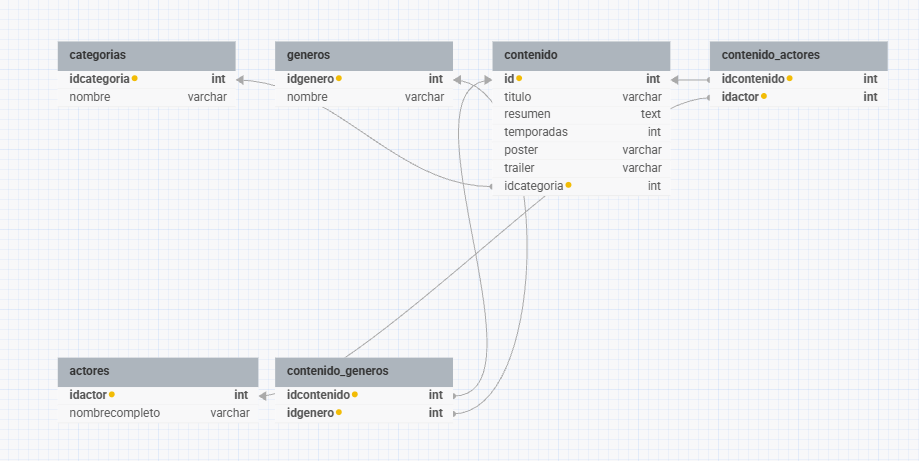 categorias
idcategoria int
nombre varchar
generos
idgenero int
nombre varchar
contenido
id int
titulo varchar
resumen text
temporadas int
poster varchar
trailer varchar
idcategoria int
contenido_actores
idcontenido int
idactor int
actores
idactor int
nombrecompleto varchar
contenido_generos
idcontenido int
idgenero int